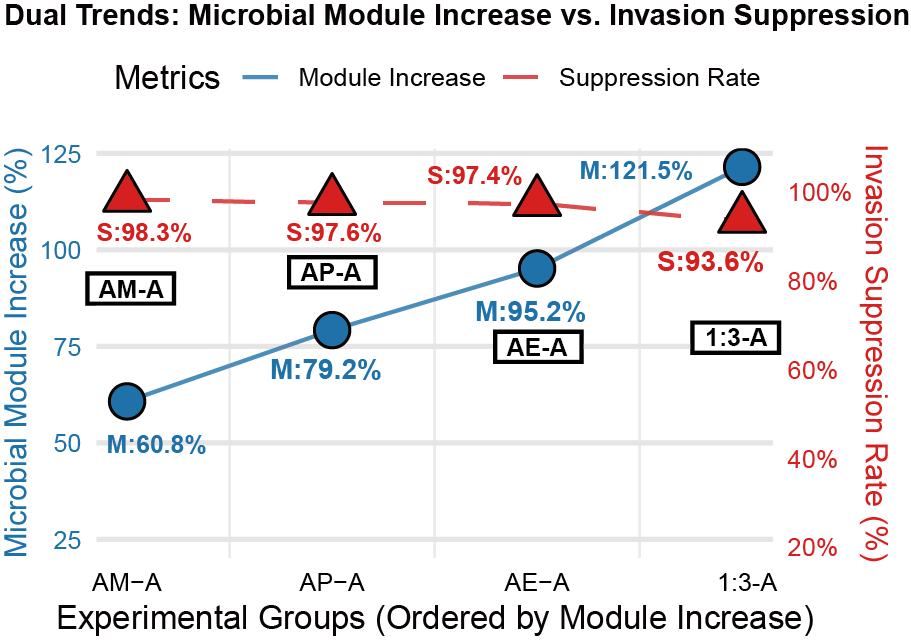 Dual Trends: Microbial Module Increase vs. Invasion Suppression
Metrics Module Increase Suppression Rate
Microbial Module Increase (%)
125
100
75
50
25
S:98.3%
S:97.6%
S:97.4%
S:93.6%
M:121.5%
AM-A
AP-A
AE-A
1:3-A
M:60.8%
M:79.2%
M:95.2%
100%
80%
60%
40%
20%
Invasion Suppression Rate (%)
AM−A AP−A AE−A 1:3-A
Experimental Groups (Ordered by Module Increase)